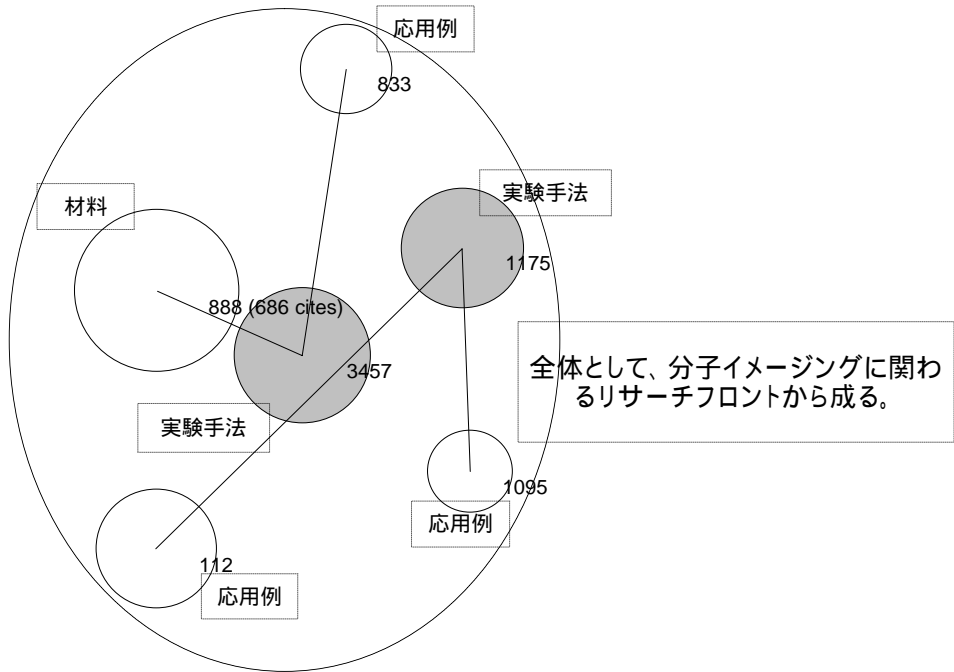 応用例
833
材料
実験手法
1175
888 (686 cites)
3457
全体として、分子イメージングに関わ
るリサーチフロントから成る。
実験手法
1095
応用例
112
応用例